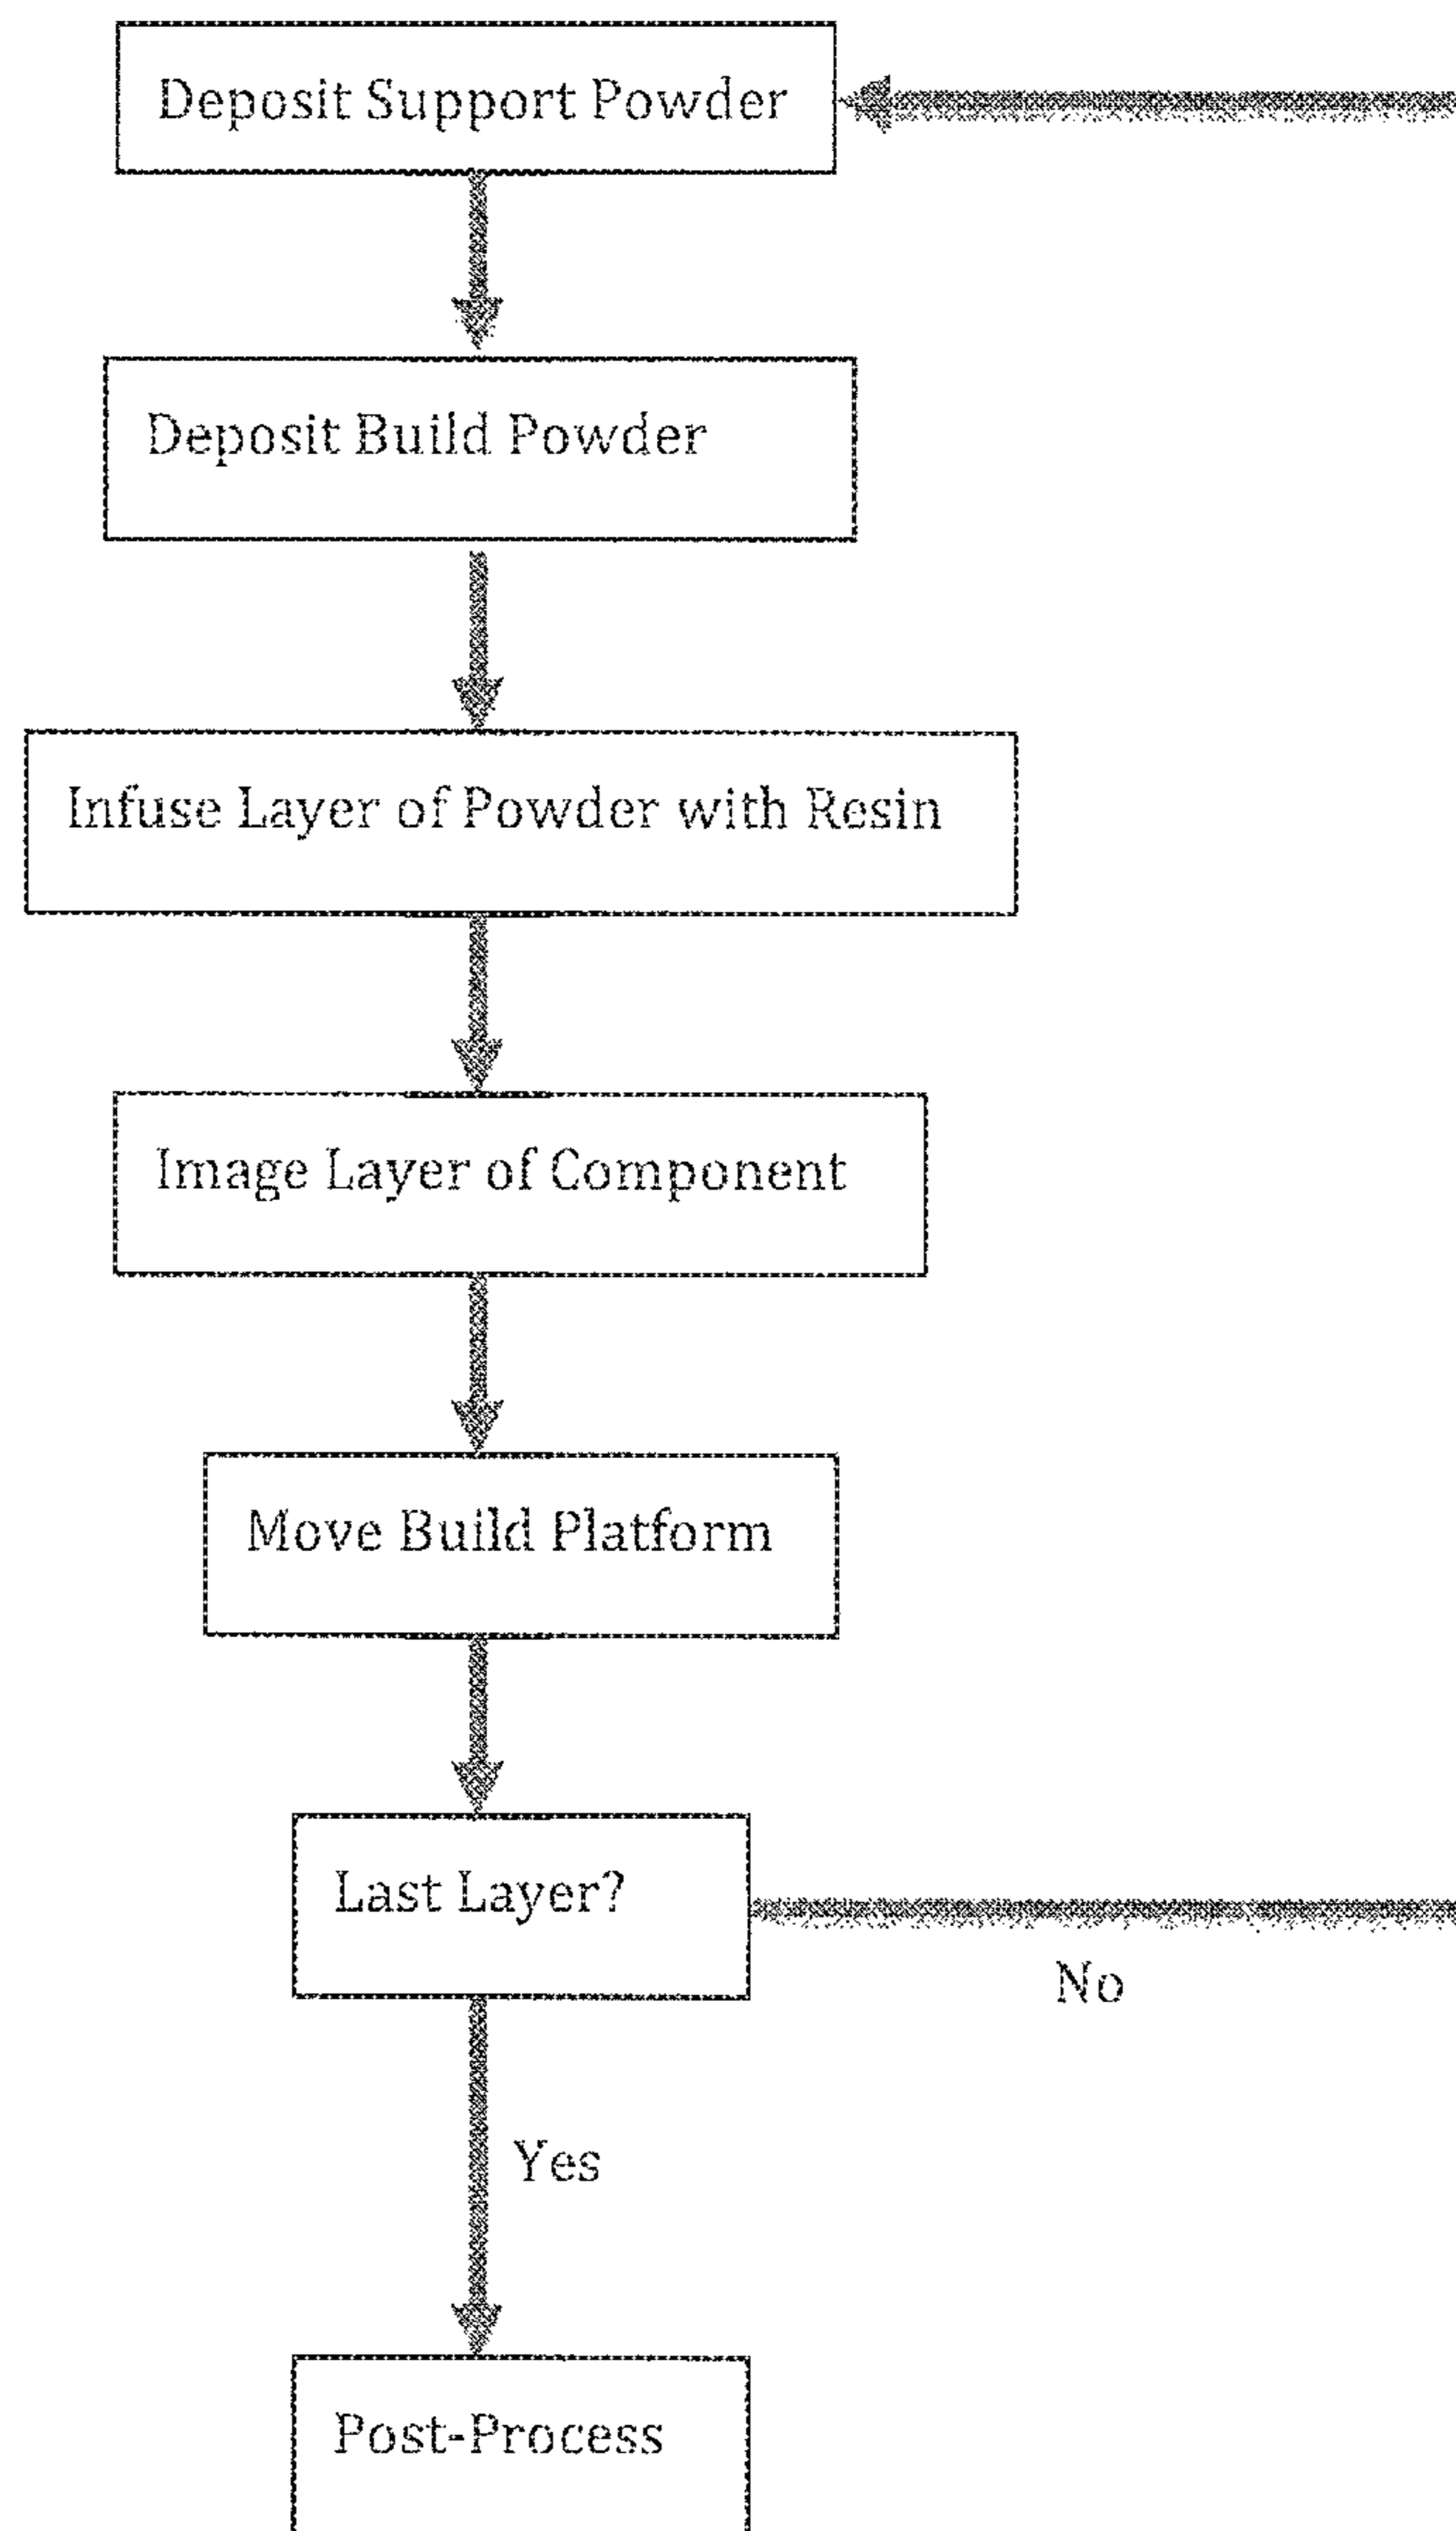 Deposit Support Powder
Deposit Build Powder
Infuse Layer of Powder with Resin
Image Layer of Component
Move Build Platform
Last Layer?
No
Yes
Post-Process